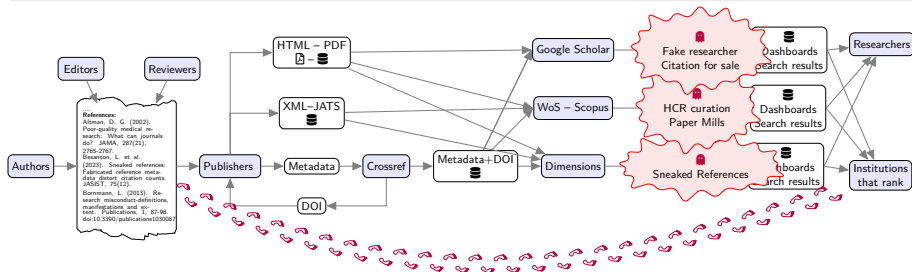 Editors
Reviewers
....
References:
Altman, D. G. (2002).
Poor-quality medical re-
search: What can journals
do? JAMA, 287(21),
2765-2767.
Besançon, L. et al.
(2023). Sneaked references:
Fabricated reference meta-
data distort citation counts.
JASIST, 75(12).
Bornmann, L. (2013). Re-
search misconduct-definitions,
manifestations and ex-
tent. Publications, 1, 87-98.
doi:10.3390/publications1030087
Authors
Publishers
HTML – PDF
–
XML–JATS
Metadata
DOI
Crossref
Metadata+DOI
Google Scholar
WoS – Scopus
Dimensions
Fake researcher
Citation for sale
HCR curation
Paper Mills
Sneaked References
Dashboards
Search results
Dashboards
Search results
Dashboards
Search results
Researchers
Institutions
that rank